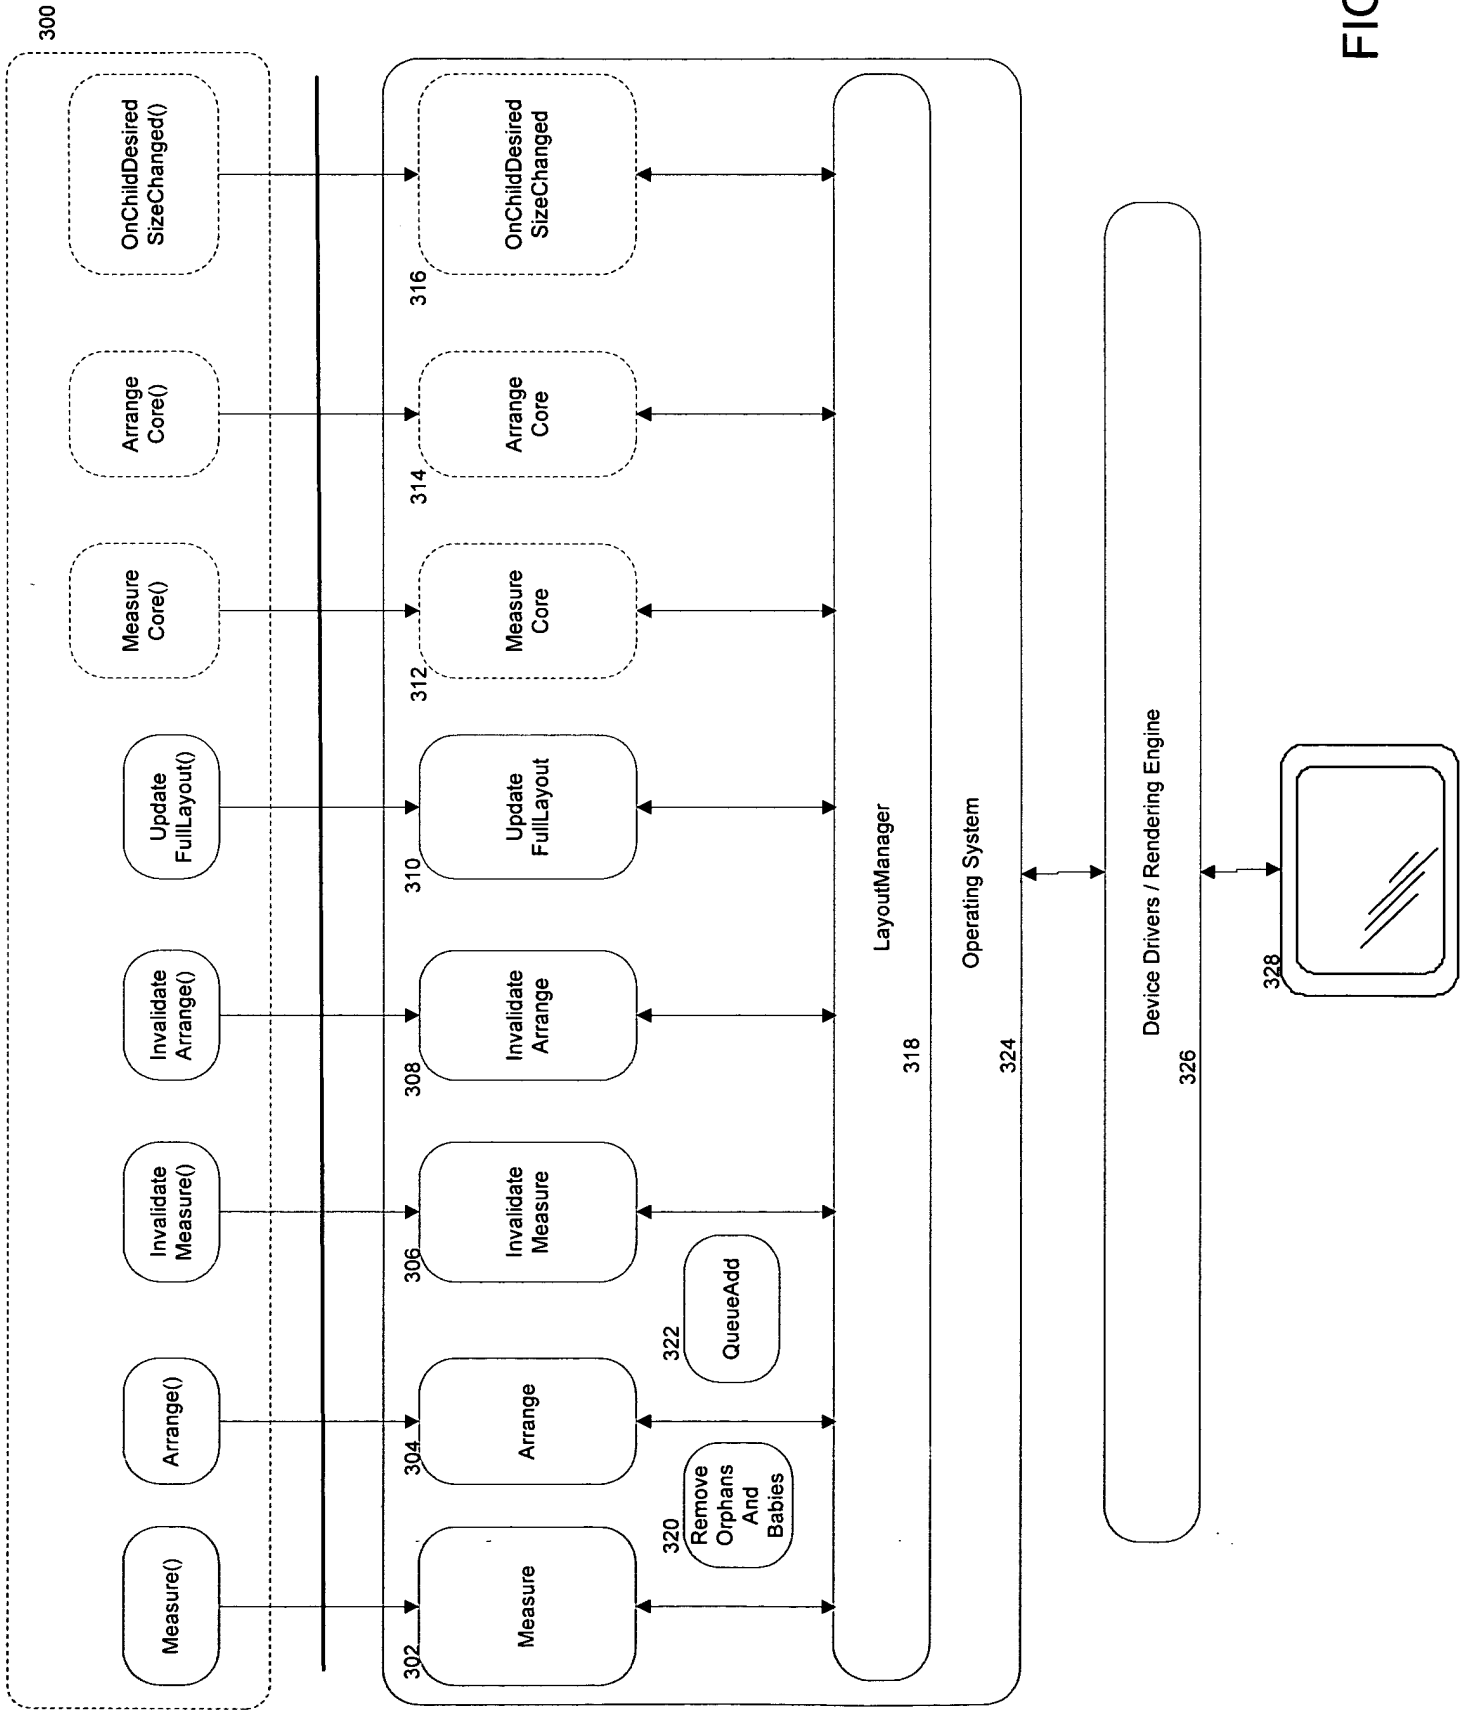 300
Measure()
Arrange()
Invalidate
Measure()
Invalidate
Arrange()
Update
FullLayout()
Measure
Core()
Arrange
Core()
OnChildDesired
SizeChanged()
302
304
306
308
310
312
314
316
Measure
Arrange
Invalidate
Measure
Invalidate
Arrange
Update
FullLayout
Measure
Core
Arrange
Core
OnChildDesired
SizeChanged
320
Remove
Orphans
And
Babies
322
QueueAdd
LayoutManager
318
Operating System
324
Device Drivers / Rendering Engine
326
328